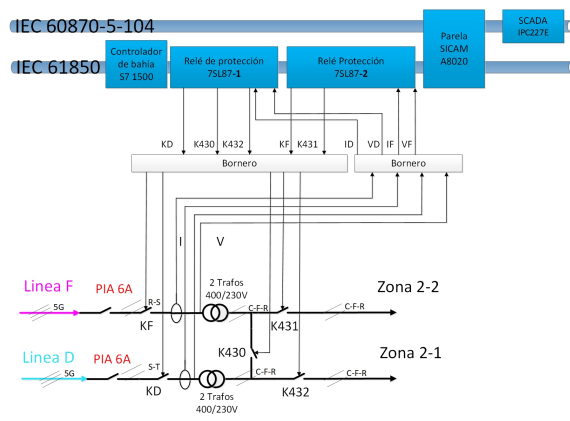 IEC 60870-5-104
SCADA
IPC227E
Parela
SICAM
A8020
IEC 61850
Controlador
de bahía
S7 1500
Relé de protección
7SL87-1
Relé Protección
7SL87-2
KD K430 K432 KF K431 ID VD IF VF
Bornero Bornero
I V
Linea F
PIA 6A
2 Trafos
400/230V
Zona 2-2
5G R-S C-F-R C-F-R
KF K431
K430
Linea D
PIA 6A
Zona 2-1
5G S-T C-F-R C-F-R
KD K432
2 Trafos
400/230V